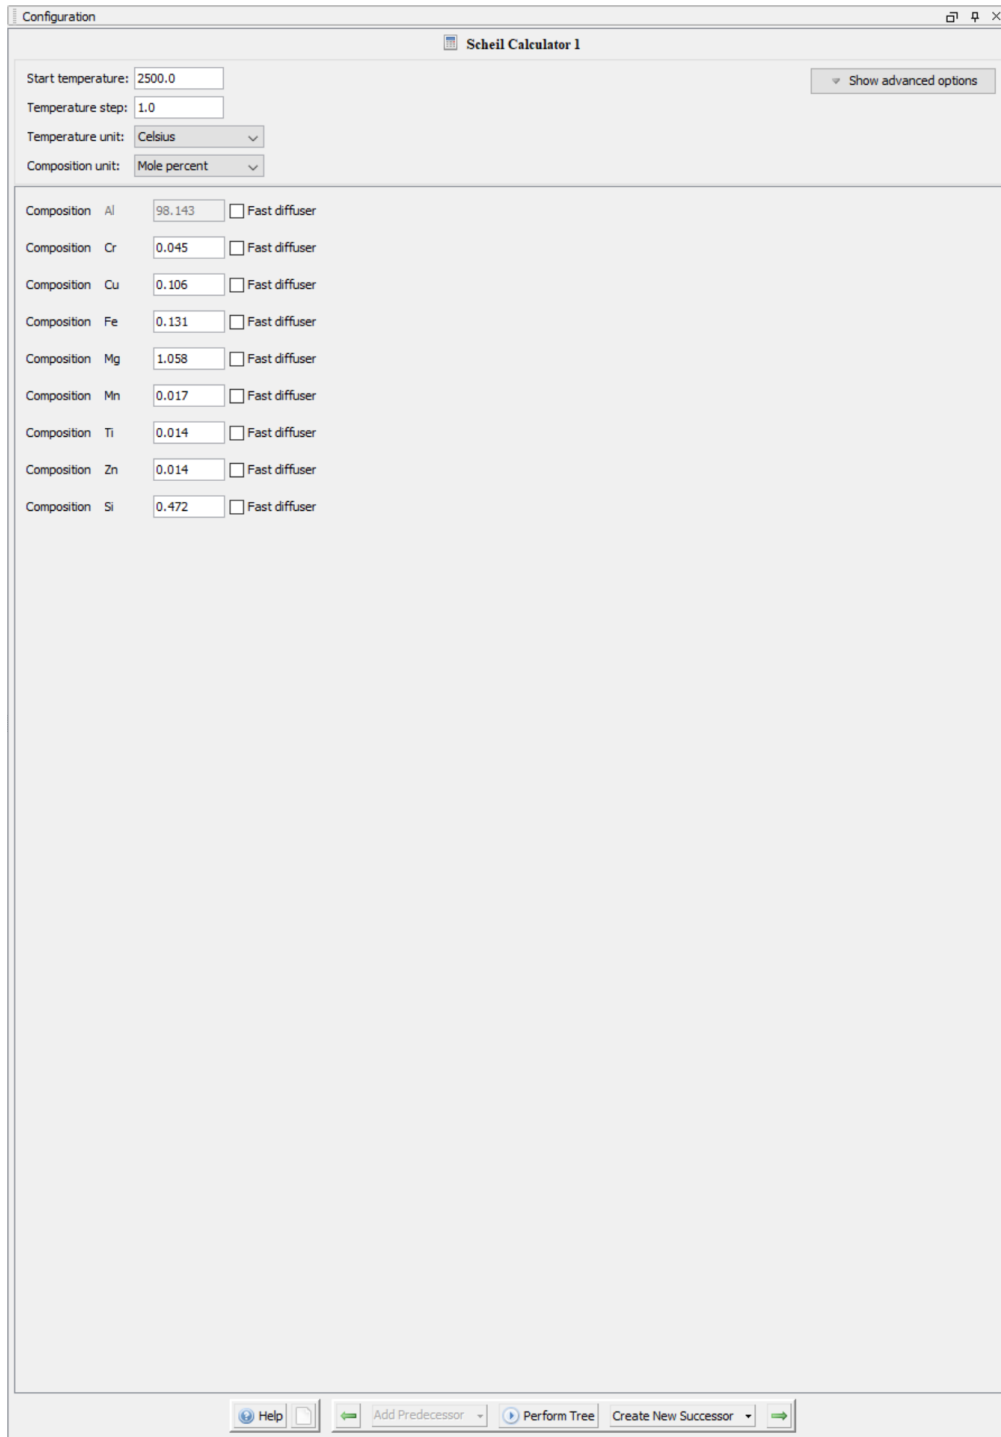 Configuration
Scheil Calculator 1
Start temperature: 2500.0
Show advanced options
Temperature step: 1.0
Temperature unit: Celsius
Composition unit: Mole percent
Composition Al 98.143 Fast diffuser
Composition Cr 0.045 Fast diffuser
Composition Cu 0.106 Fast diffuser
Composition Fe 0.131 Fast diffuser
Composition Mg 1.058 Fast diffuser
Composition Mn 0.017 Fast diffuser
Composition Ti 0.014 Fast diffuser
Composition Zn 0.014 Fast diffuser
Composition Si 0.472 Fast diffuser
Help Add Predecessor Perform Tree Create New Successor